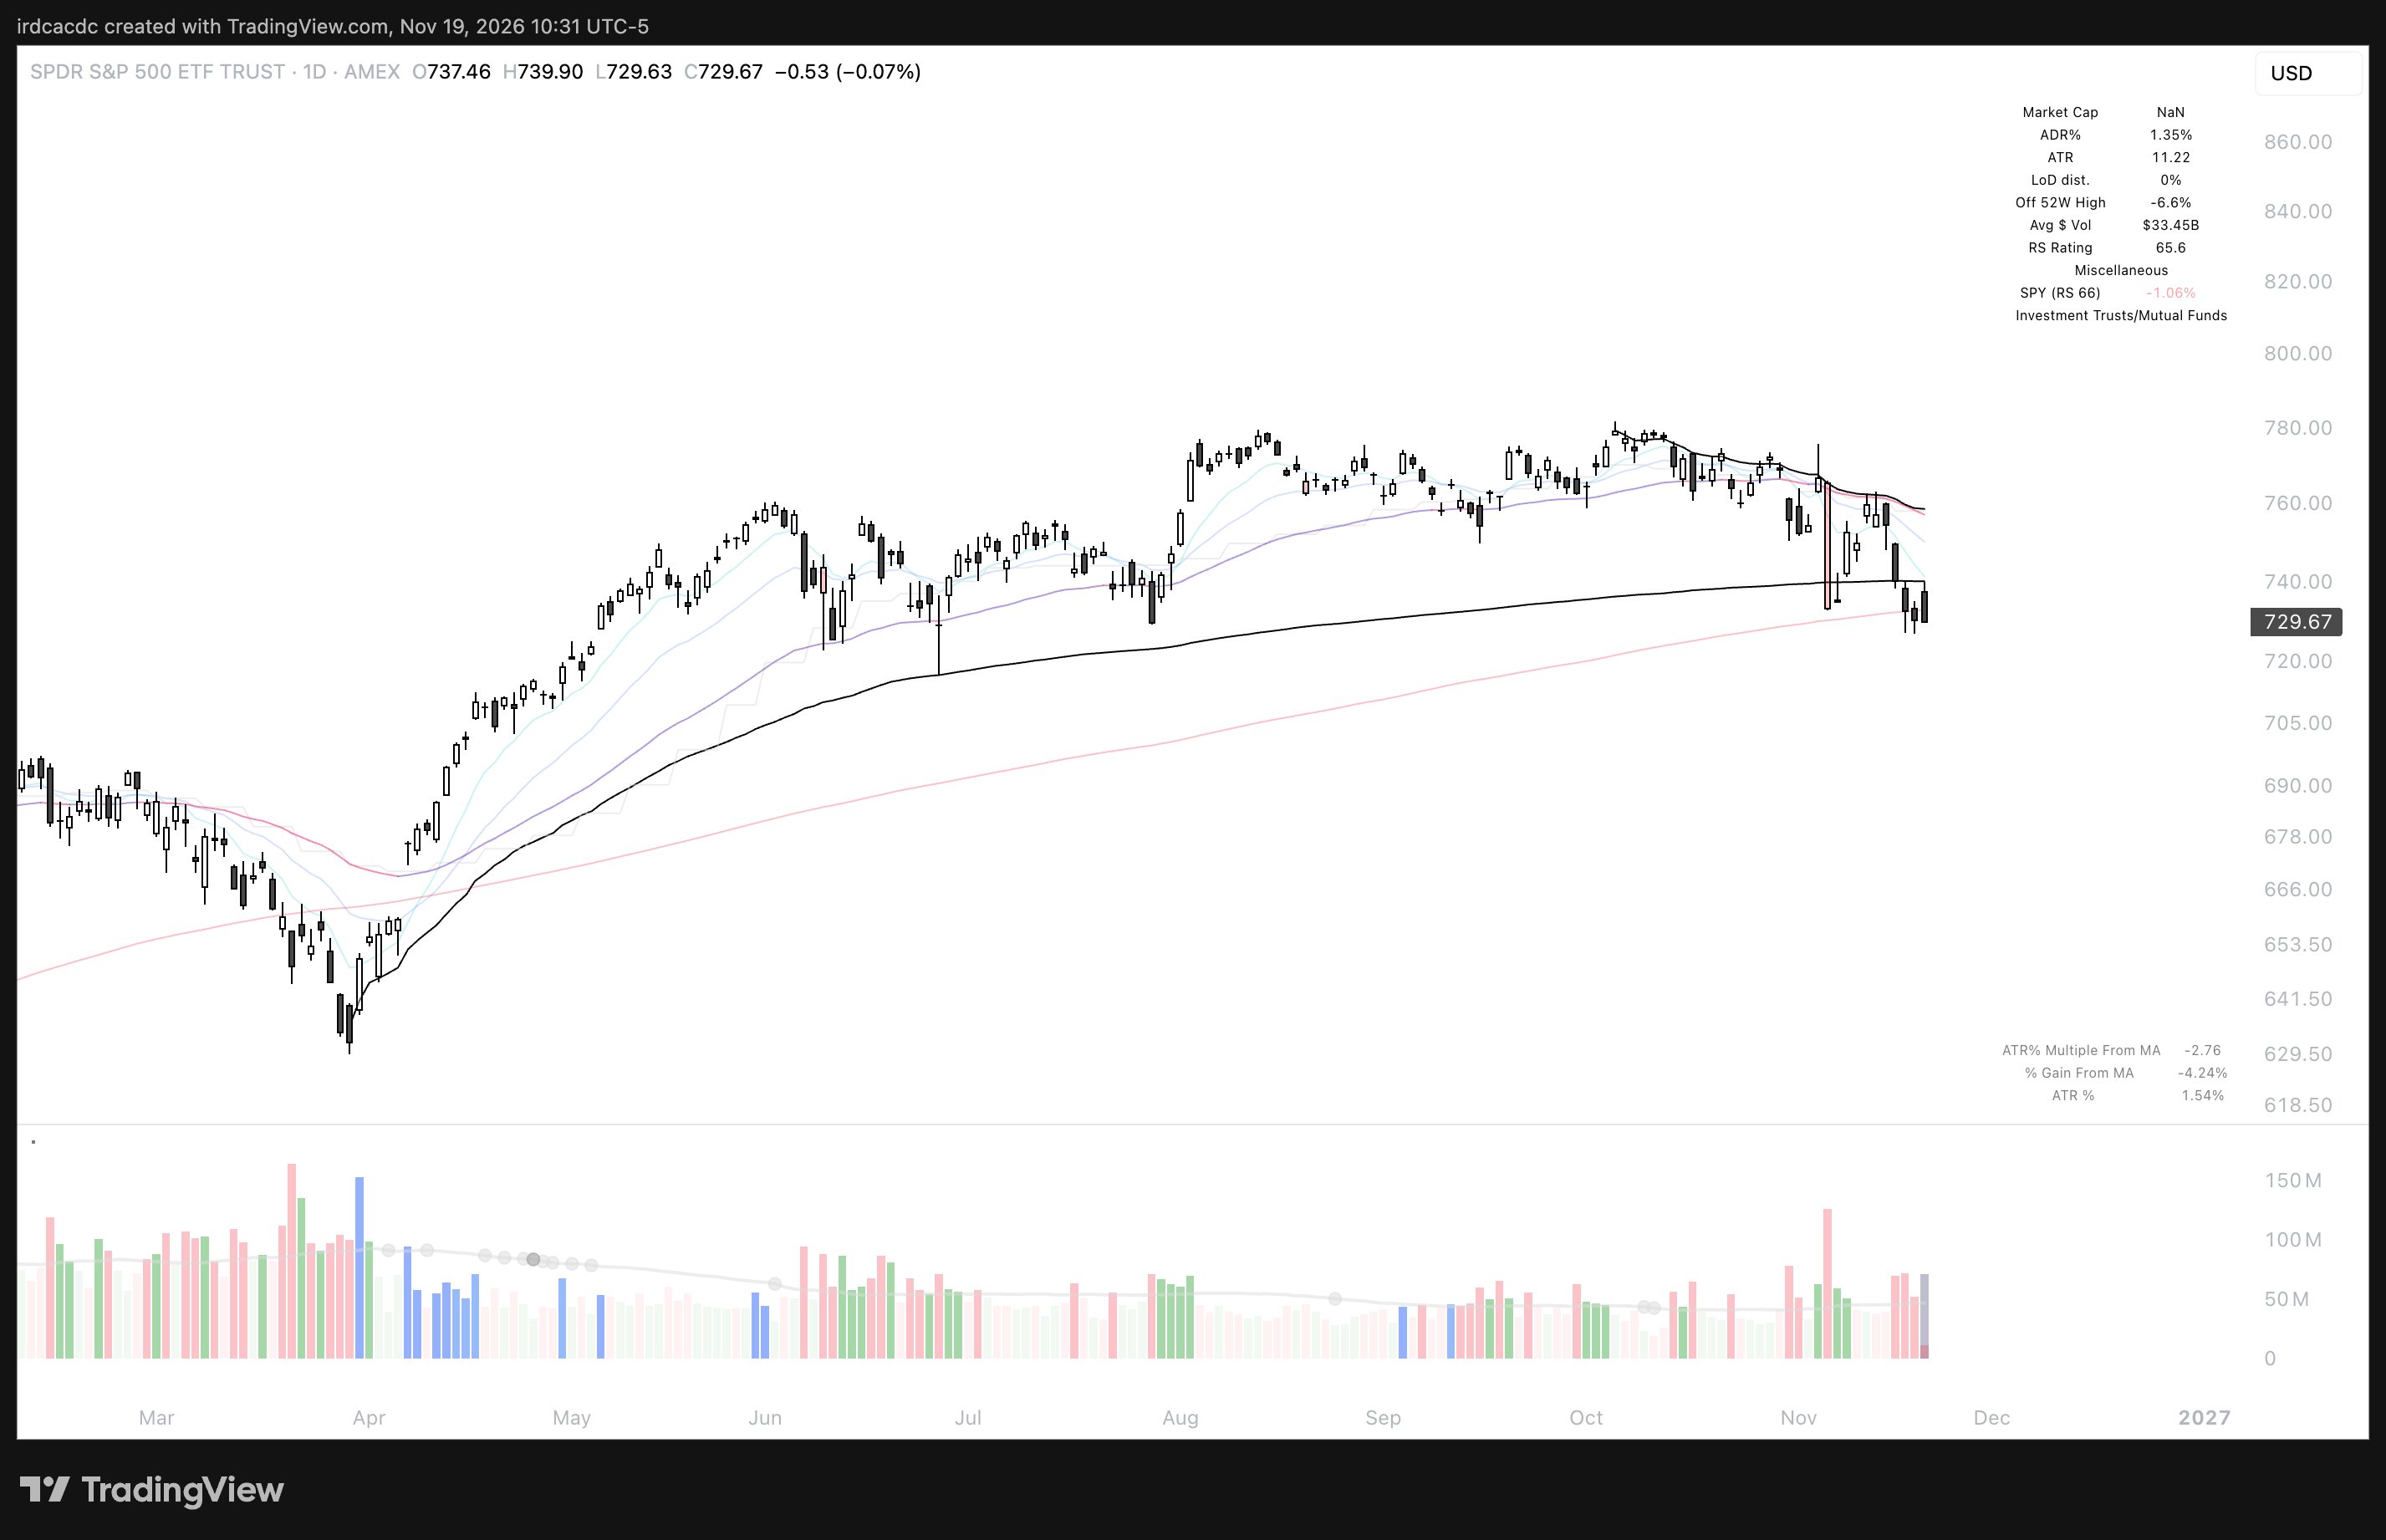 irdcacdc created with TradingView.com, Nov 19, 2026 10:31 UTC-5
SPDR S&P 500 ETF TRUST · 1D · AMEX O737.46 H739.90 L729.63 C729.67 −0.53 (−0.07%)
USD
Market Cap NaN
ADR% 1.35%
ATR 11.22
LoD dist. 0%
Off 52W High -6.6%
Avg $ Vol $33.45B
RS Rating 65.6
Miscellaneous
SPY (RS 66) -1.06%
Investment Trusts/Mutual Funds
860.00
840.00
820.00
800.00
780.00
760.00
740.00
729.67
720.00
705.00
690.00
678.00
666.00
653.50
641.50
629.50
618.50
ATR% Multiple From MA -2.76
% Gain From MA -4.24%
ATR % 1.54%
150 M
100 M
50 M
0
Mar Apr May Jun Jul Aug Sep Oct Nov Dec 2027
TradingView